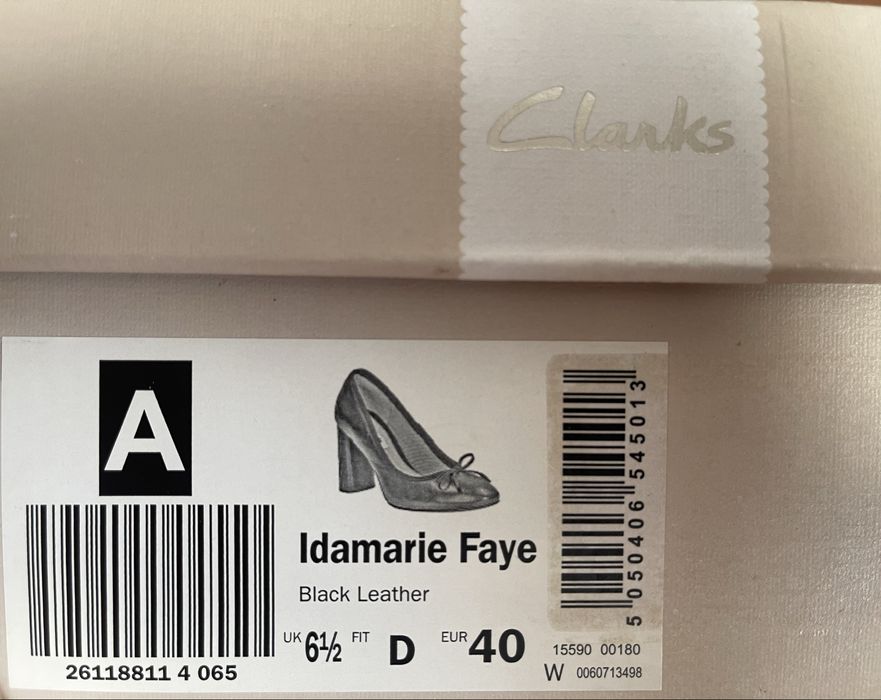 Clarks
A
26118811 4 065
Idamarie Faye
Black Leather
UK 6½ FIT D EUR 40
5 050406 545013
15590 00180
W 0060713498